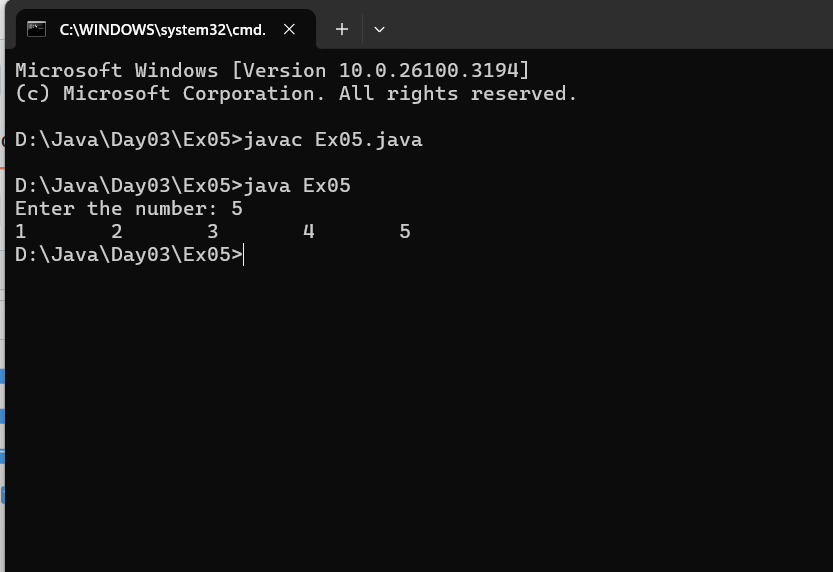 C:\WINDOWS\system32\cmd.
Microsoft Windows [Version 10.0.26100.3194]
(c) Microsoft Corporation. All rights reserved.
D:\Java\Day03\Ex05>javac Ex05.java
D:\Java\Day03\Ex05>java Ex05
Enter the number: 5
1 2 3 4 5
D:\Java\Day03\Ex05>